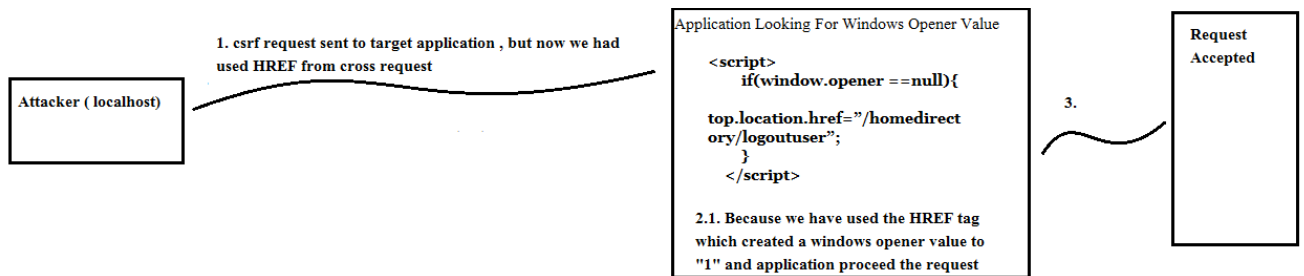 Attacker ( localhost)
1. csrf request sent to target application , but now we had
used HREF from cross request
Application Looking For Windows Opener Value
<script>
if(window.opener ==null){
top.location.href=”/homedirect
ory/logoutuser”;
}
</script>
2.1. Because we have used the HREF tag
which created a windows opener value to
"1" and application proceed the request
3.
Request
Accepted